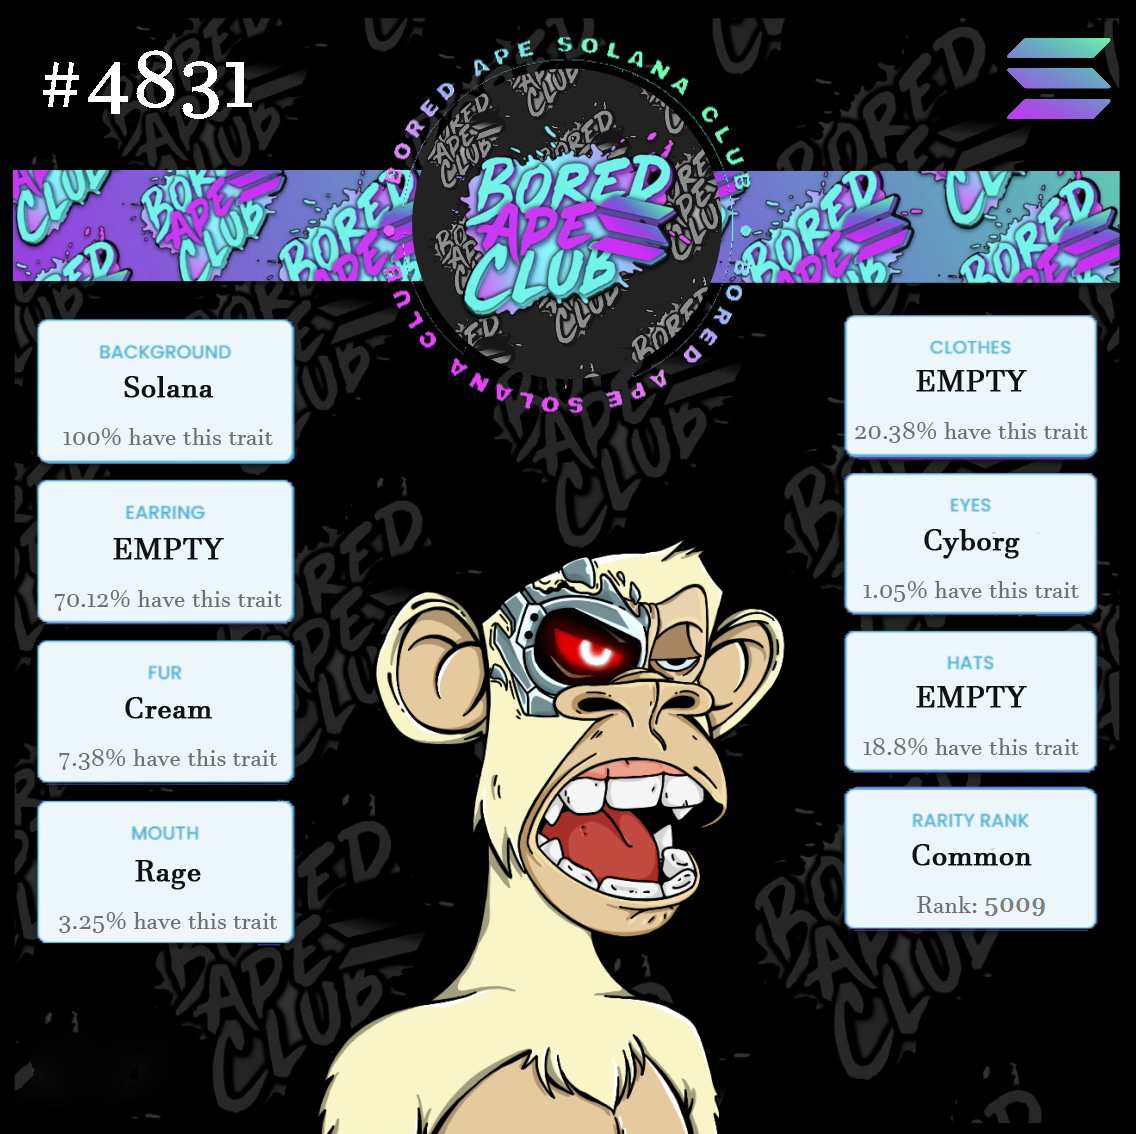 #4831
BORED APE SOLANA CLUB
BORED APE SOLANA CLUB
BORED
APE
CLUB
BACKGROUND
Solana
100% have this trait
EARRING
EMPTY
70.12% have this trait
FUR
Cream
7.38% have this trait
MOUTH
Rage
3.25% have this trait
CLOTHES
EMPTY
20.38% have this trait
EYES
Cyborg
1.05% have this trait
HATS
EMPTY
18.8% have this trait
RARITY RANK
Common
Rank: 5009